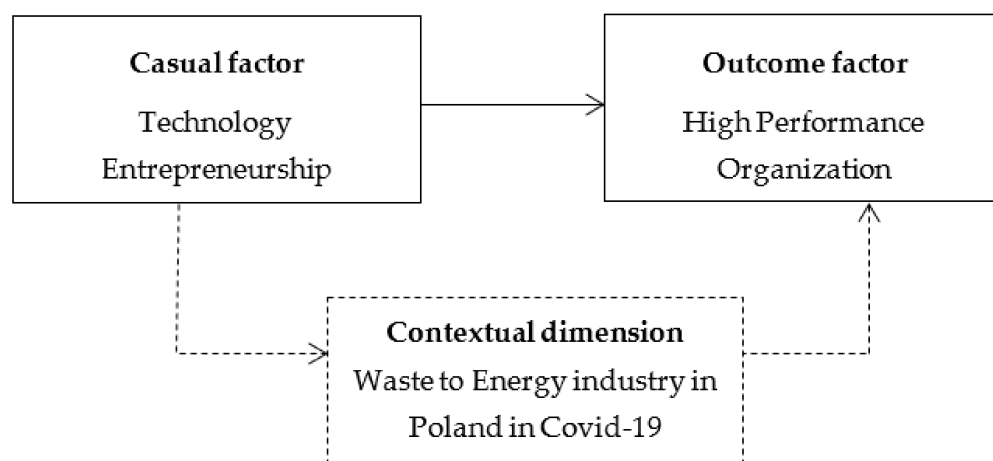 Casual factor
Technology
Entrepreneurship
Outcome factor
High Performance
Organization
Contextual dimension
Waste to Energy industry in
Poland in Covid-19